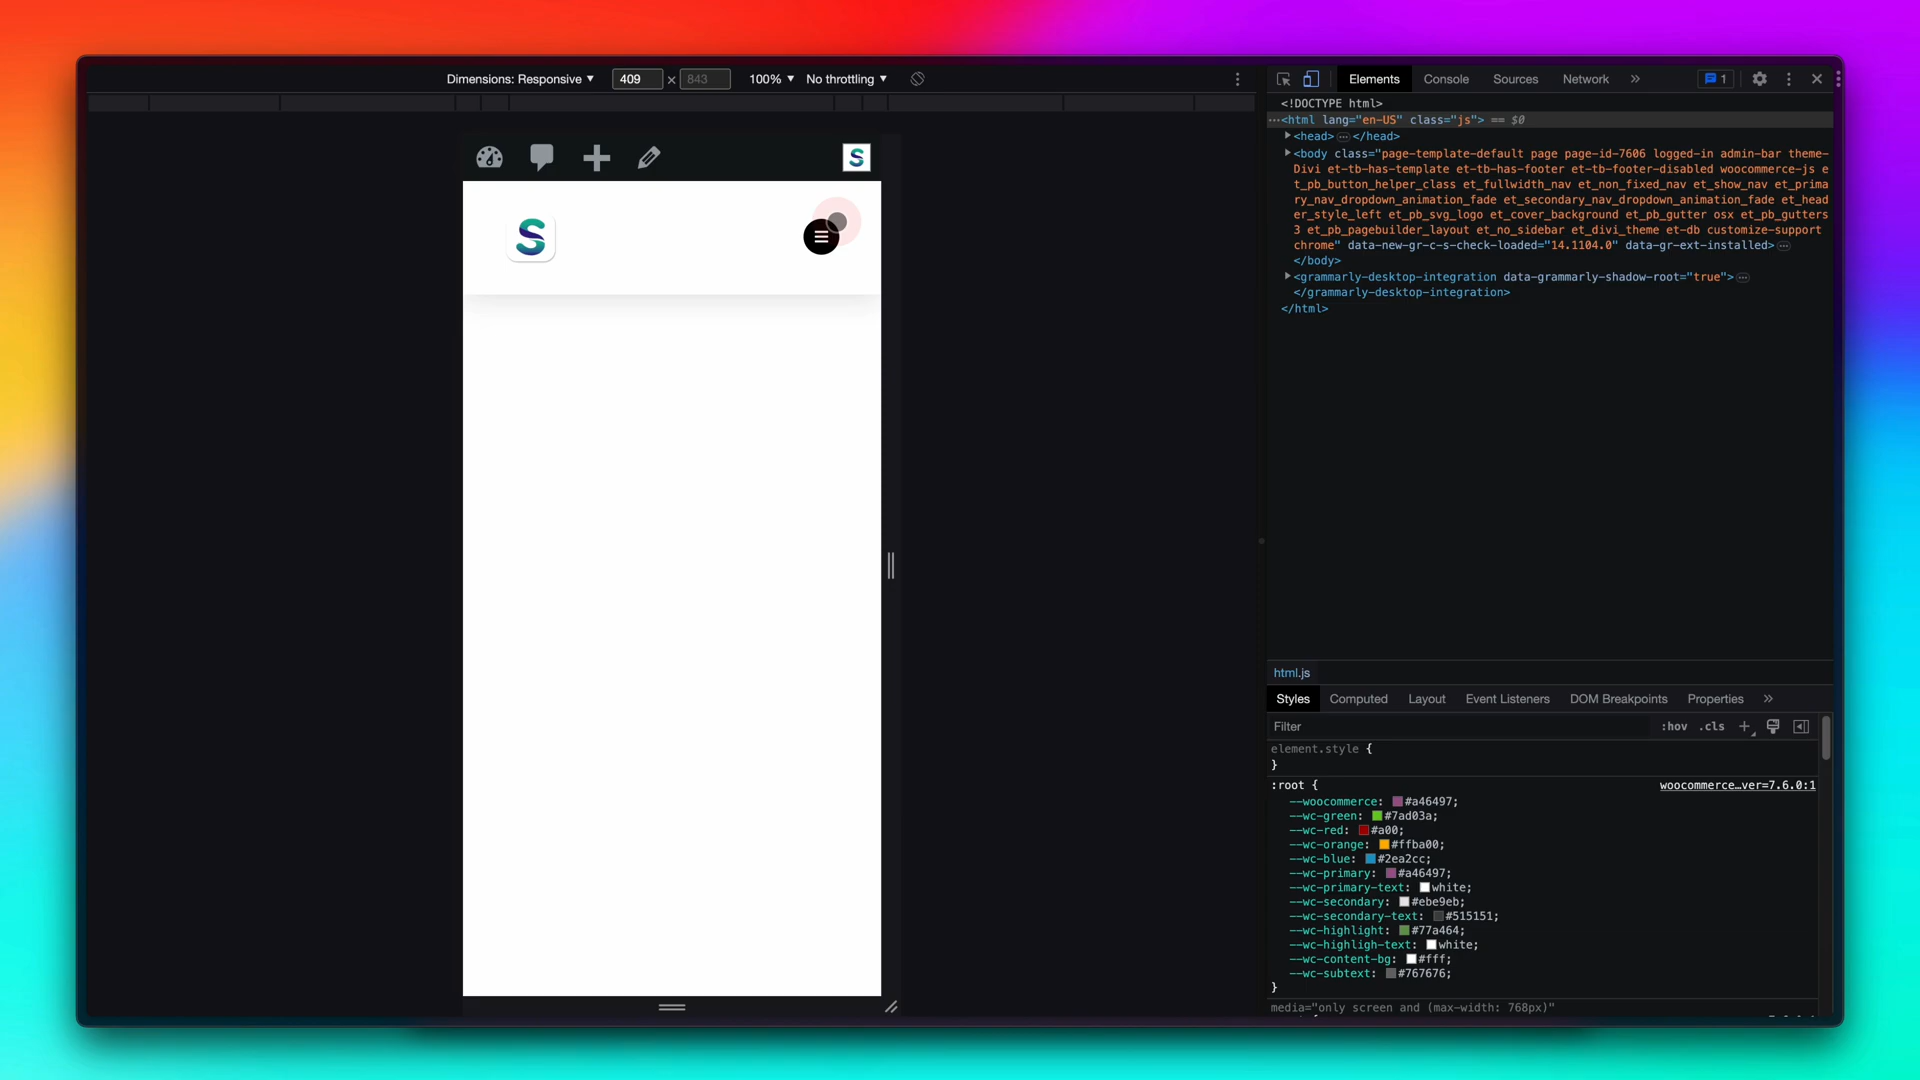 Dimensions: Responsive ▼ 409 × 843 100% ▼ No throttling ▼
Elements Console Sources Network » 1
<!DOCTYPE html>
⋯<html lang="en-US" class="js"> == $0
▶<head>⋯</head>
▶<body class="page-template-default page page-id-7606 logged-in admin-bar theme-
Divi et-tb-has-template et-tb-has-footer et-tb-footer-disabled woocommerce-js e
t_pb_button_helper_class et_fullwidth_nav et_non_fixed_nav et_show_nav et_prima
ry_nav_dropdown_animation_fade et_secondary_nav_dropdown_animation_fade et_head
er_style_left et_pb_svg_logo et_cover_background et_pb_gutter osx et_pb_gutters
3 et_pb_pagebuilder_layout et_no_sidebar et_divi_theme et-db customize-support
chrome" data-new-gr-c-s-check-loaded="14.1104.0" data-gr-ext-installed>⋯
</body>
▶<grammarly-desktop-integration data-grammarly-shadow-root="true">⋯
</grammarly-desktop-integration>
</html>
S
S
html.js
Styles Computed Layout Event Listeners DOM Breakpoints Properties »
Filter :hov .cls +
element.style {
}
:root { woocommerce…ver=7.6.0:1
--woocommerce: #a46497;
--wc-green: #7ad03a;
--wc-red: #a00;
--wc-orange: #ffba00;
--wc-blue: #2ea2cc;
--wc-primary: #a46497;
--wc-primary-text: white;
--wc-secondary: #ebe9eb;
--wc-secondary-text: #515151;
--wc-highlight: #77a464;
--wc-highligh-text: white;
--wc-content-bg: #fff;
--wc-subtext: #767676;
}
media="only screen and (max-width: 768px)"